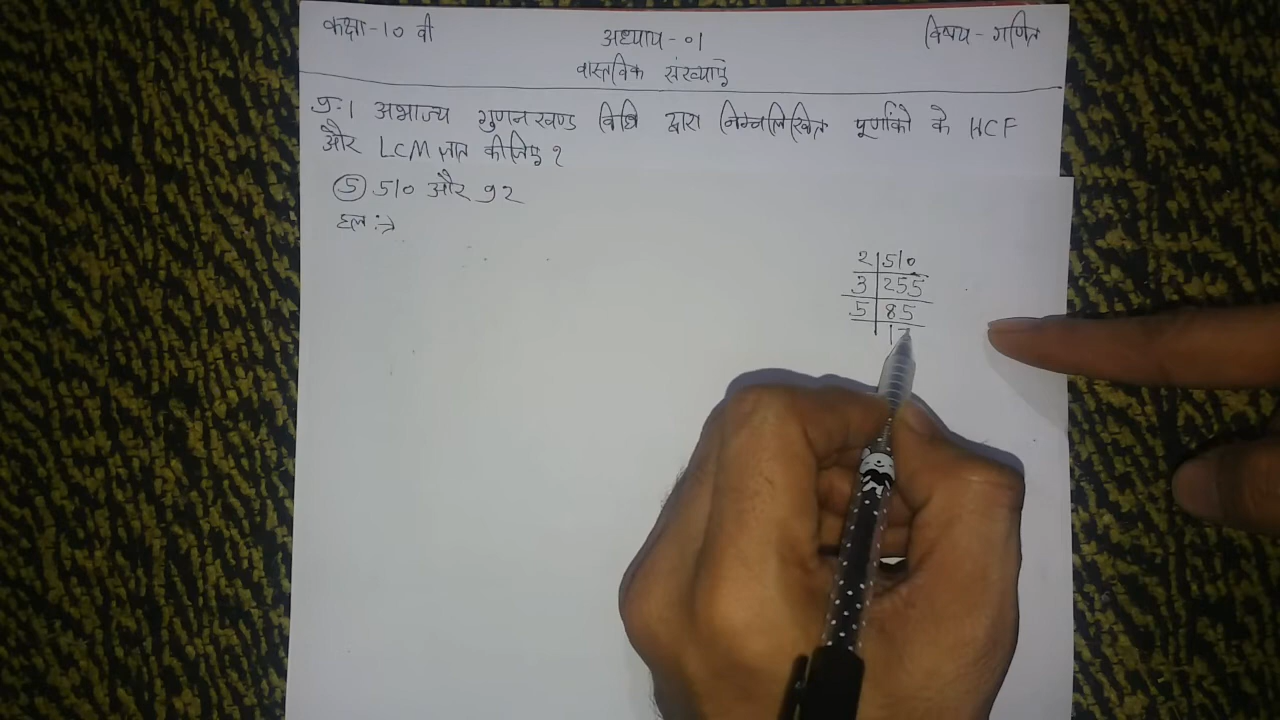 कक्षा-10 वी अध्याय-01 विषय-गणित
वास्तविक संख्याएँ
प्र.1 अभाज्य गुणनखण्ड विधि द्वारा निम्नलिखित पूर्णांको के HCF
और LCM ज्ञात कीजिए?
⑤ 510 और 92
हल :→
2 | 510
3 | 255
5 | 85
17